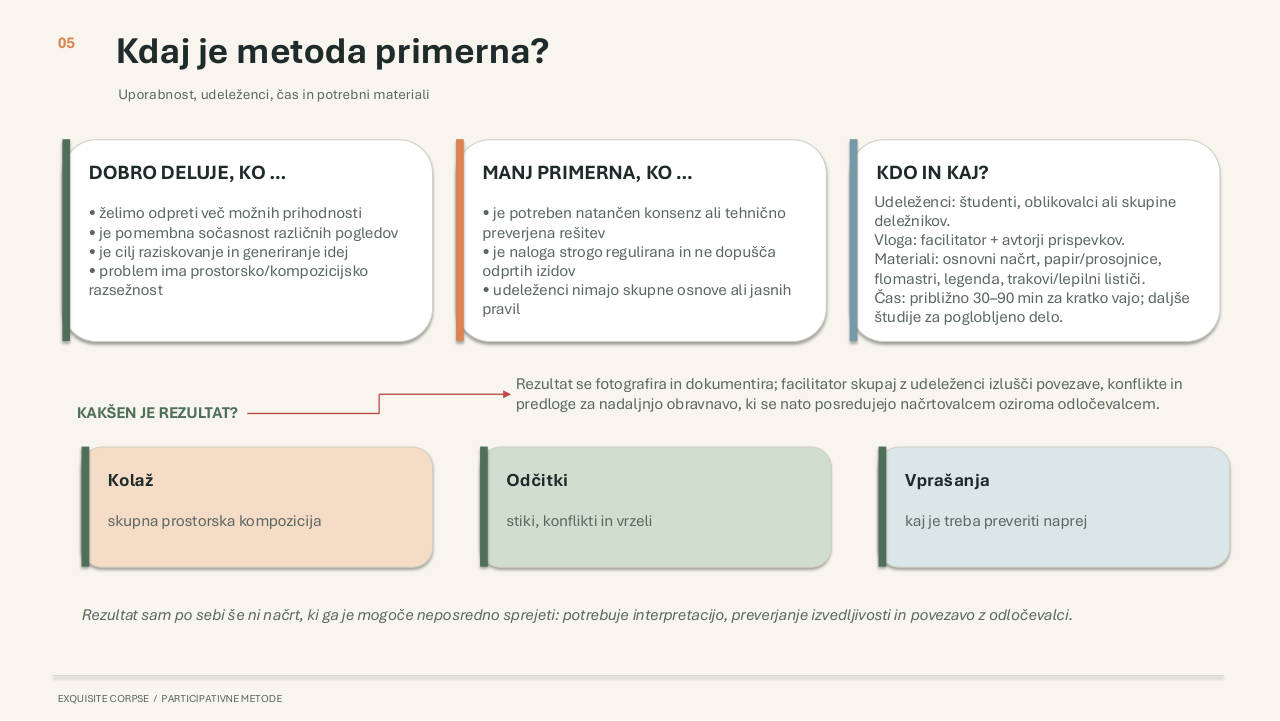 05
Kdaj je metoda primerna?
Uporabnost, udeleženci, čas in potrebni materiali
DOBRO DELUJE, KO ...
• želimo odpreti več možnih prihodnosti
• je pomembna sočasnost različnih pogledov
• je cilj raziskovanje in generiranje idej
• problem ima prostorsko/kompozicijsko
razsežnost
MANJ PRIMERNA, KO ...
• je potreben natančen konsenz ali tehnično
preverjena rešitev
• je naloga strogo regulirana in ne dopušča
odprtih izidov
• udeleženci nimajo skupne osnove ali jasnih
pravil
KDO IN KAJ?
Udeleženci: študenti, oblikovalci ali skupine
deležnikov.
Vloga: facilitator + avtorji prispevkov.
Materiali: osnovni načrt, papir/prosojnice,
flomastri, legenda, trakovi/lepilni lističi.
Čas: približno 30–90 min za kratko vajo; daljše
študije za poglobljeno delo.
KAKŠEN JE REZULTAT?
Rezultat se fotografira in dokumentira; facilitator skupaj z udeleženci izlušči povezave, konflikte in
predloge za nadaljnjo obravnavo, ki se nato posredujejo načrtovalcem oziroma odločevalcem.
Kolaž
skupna prostorska kompozicija
Odčitki
stiki, konflikti in vrzeli
Vprašanja
kaj je treba preveriti naprej
Rezultat sam po sebi še ni načrt, ki ga je mogoče neposredno sprejeti: potrebuje interpretacijo, preverjanje izvedljivosti in povezavo z odločevalci.
EXQUISITE CORPSE / PARTICIPATIVNE METODE